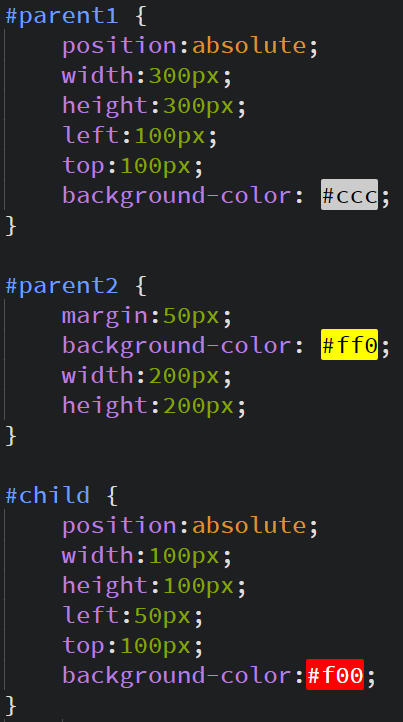 #parent1 {
    position:absolute;
    width:300px;
    height:300px;
    left:100px;
    top:100px;
    background-color: #ccc;
}

#parent2 {
    margin:50px;
    background-color: #ff0;
    width:200px;
    height:200px;
}

#child {
    position:absolute;
    width:100px;
    height:100px;
    left:50px;
    top:100px;
    background-color:#f00;
}